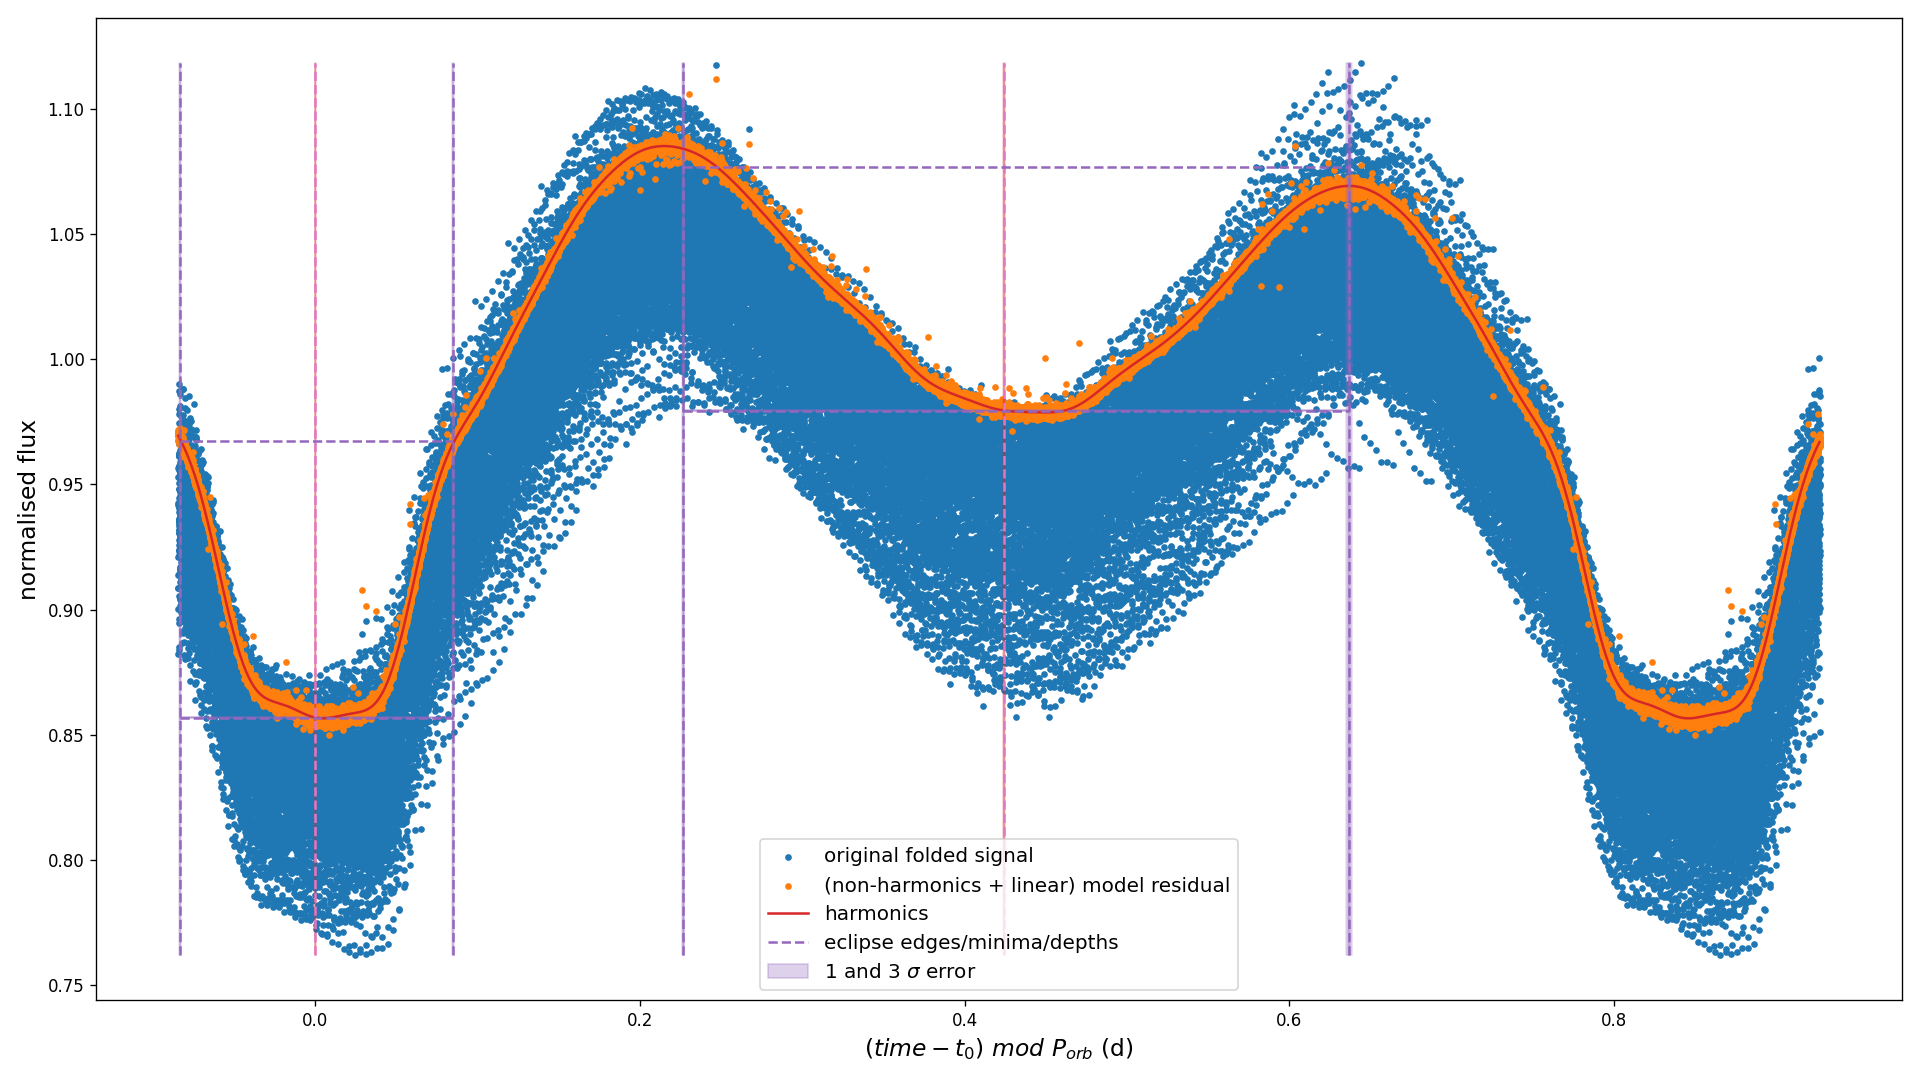 1.10
1.05
1.00
0.95
0.90
0.85
0.80
0.75
normalised flux
original folded signal
(non-harmonics + linear) model residual
harmonics
eclipse edges/minima/depths
1 and 3 σ error
0.0 0.2 0.4 0.6 0.8
(time − t₀) mod P_orb (d)